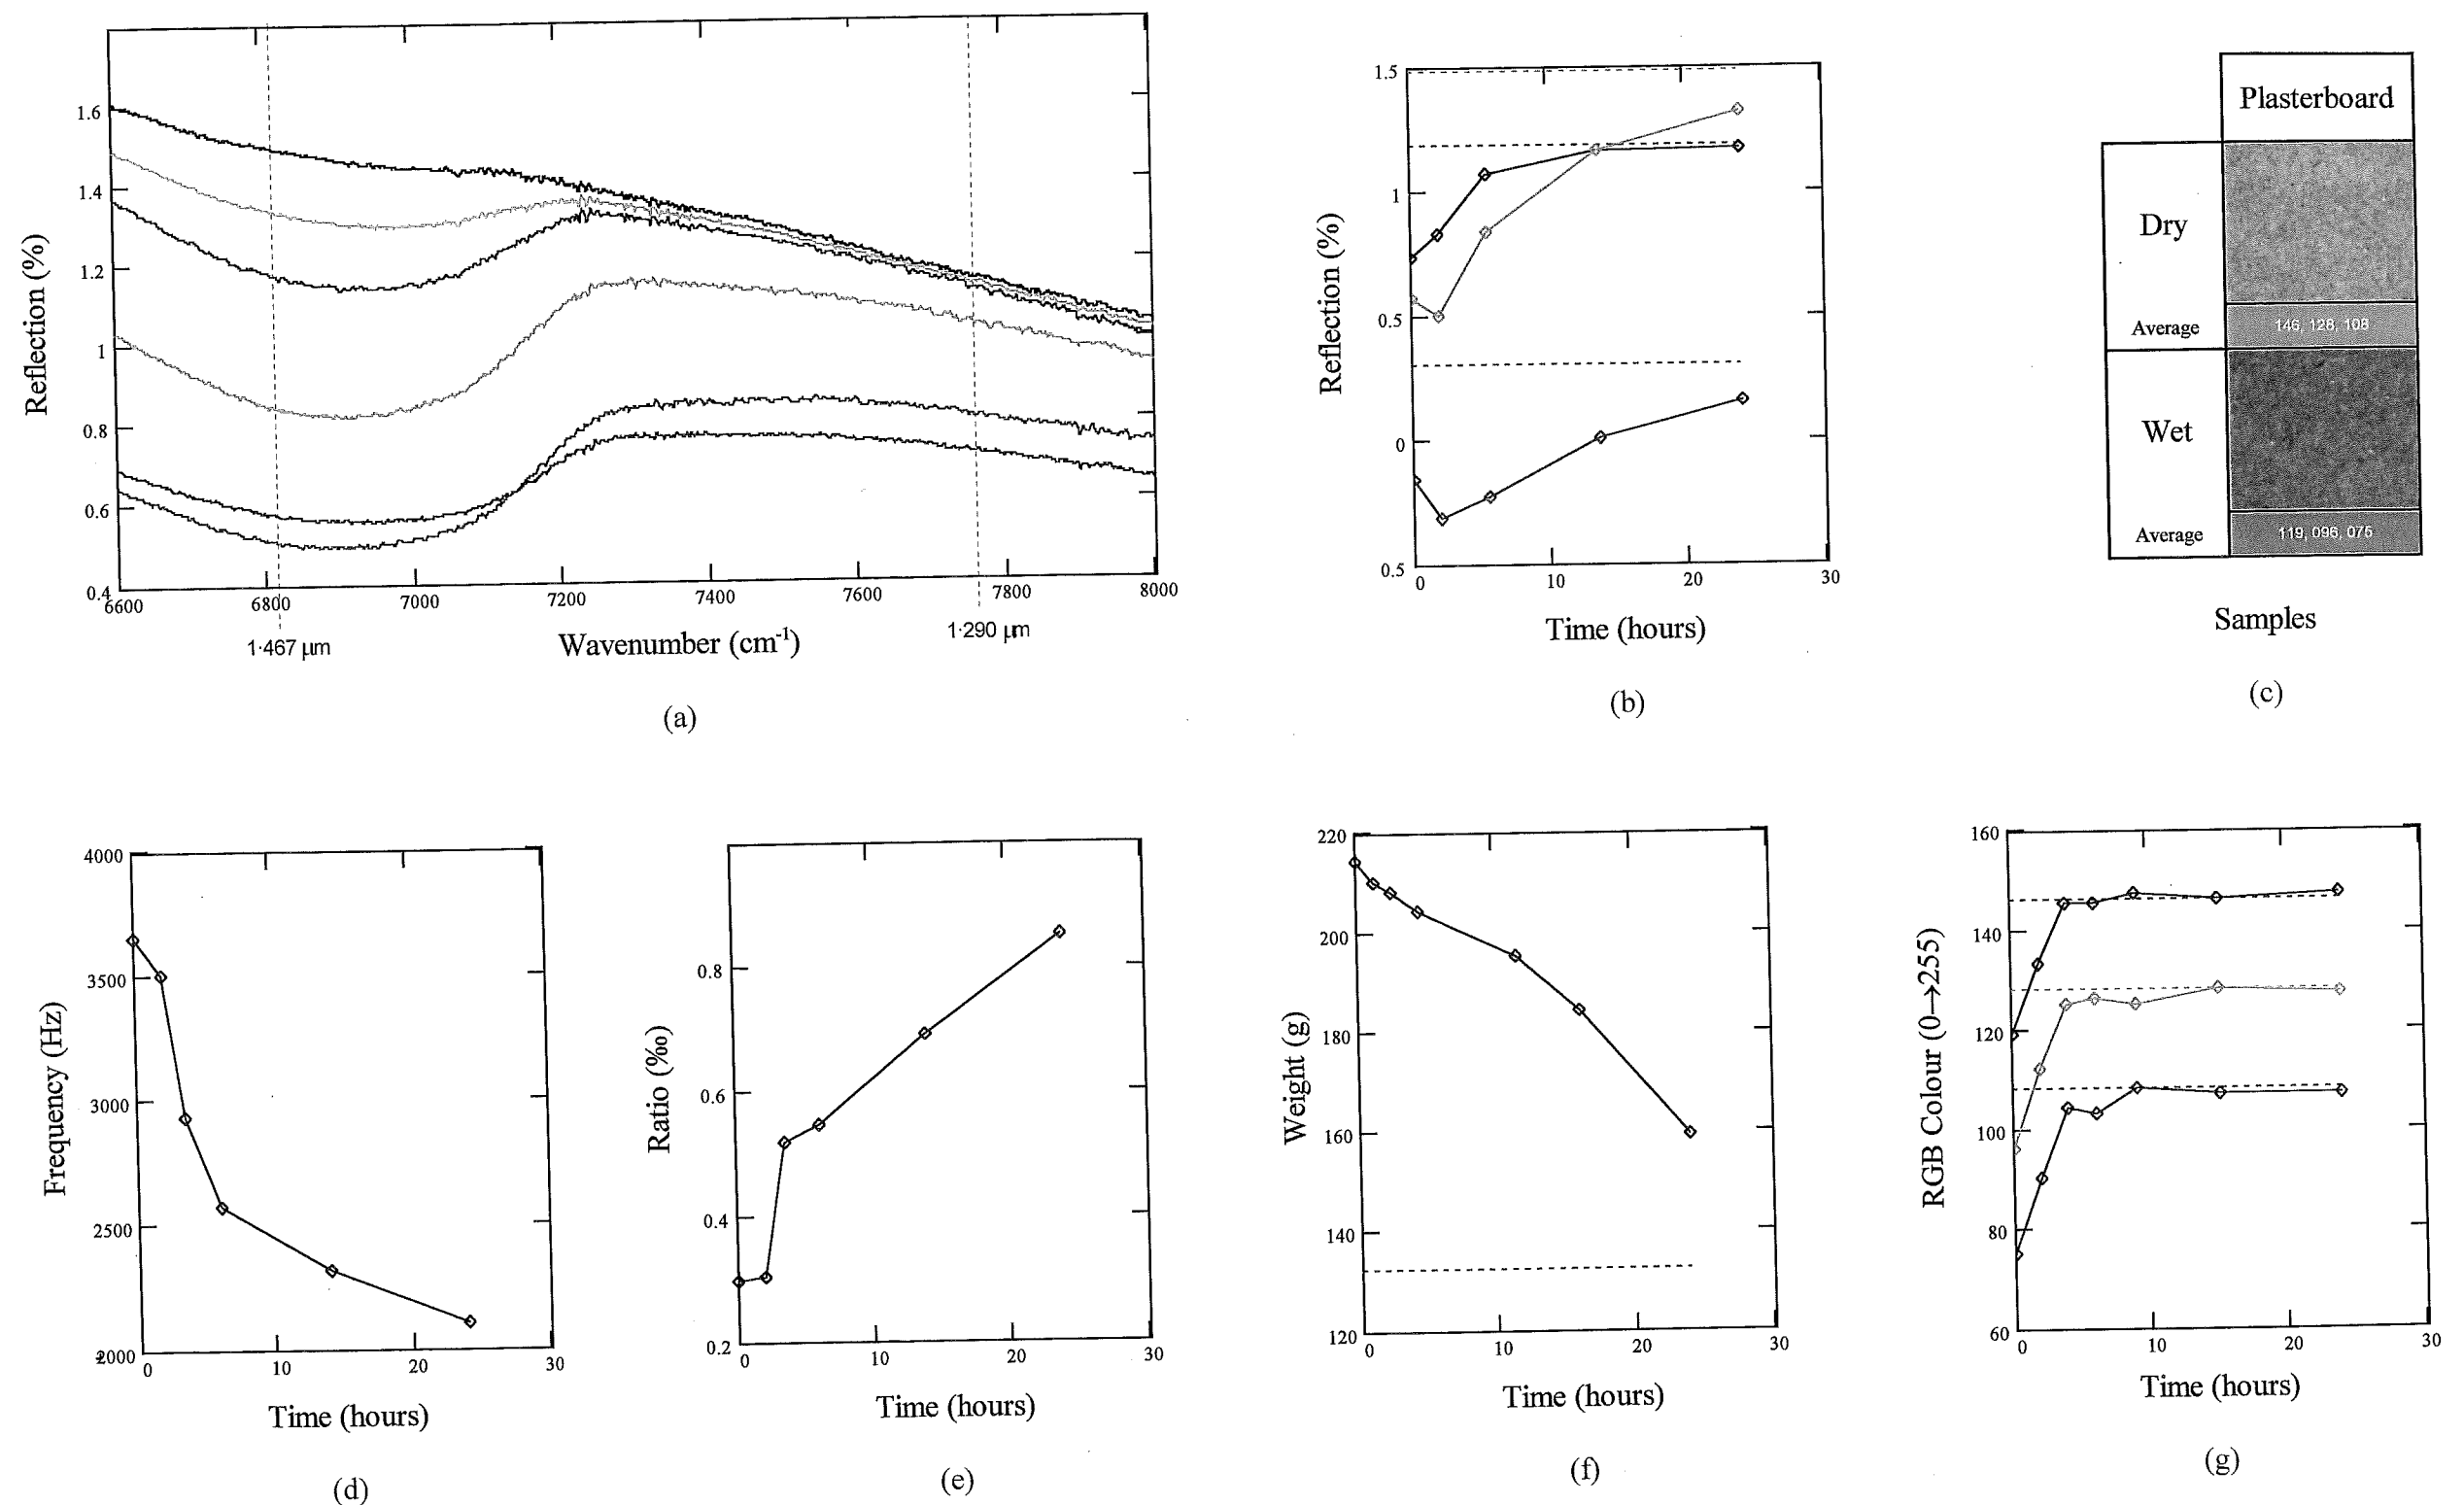 1.6
1.4
1.2
1
0.8
0.6
0.4
Reflection (%)
6600 6800 7000 7200 7400 7600 7800 8000
1·467 µm
Wavenumber (cm-1)
1·290 µm
(a)
1.5
1
0.5
0
0.5
Reflection (%)
0 10 20 30
Time (hours)
(b)
Plasterboard
Dry
Average
146, 128, 108
Wet
Average
119, 096, 075
Samples
(c)
4000
3500
3000
2500
2000
Frequency (Hz)
0 10 20 30
Time (hours)
(d)
0.8
0.6
0.4
0.2
Ratio (‰)
0 10 20 30
Time (hours)
(e)
220
200
180
160
140
120
Weight (g)
0 10 20 30
Time (hours)
(f)
160
140
120
100
80
60
RGB Colour (0→255)
0 10 20 30
Time (hours)
(g)